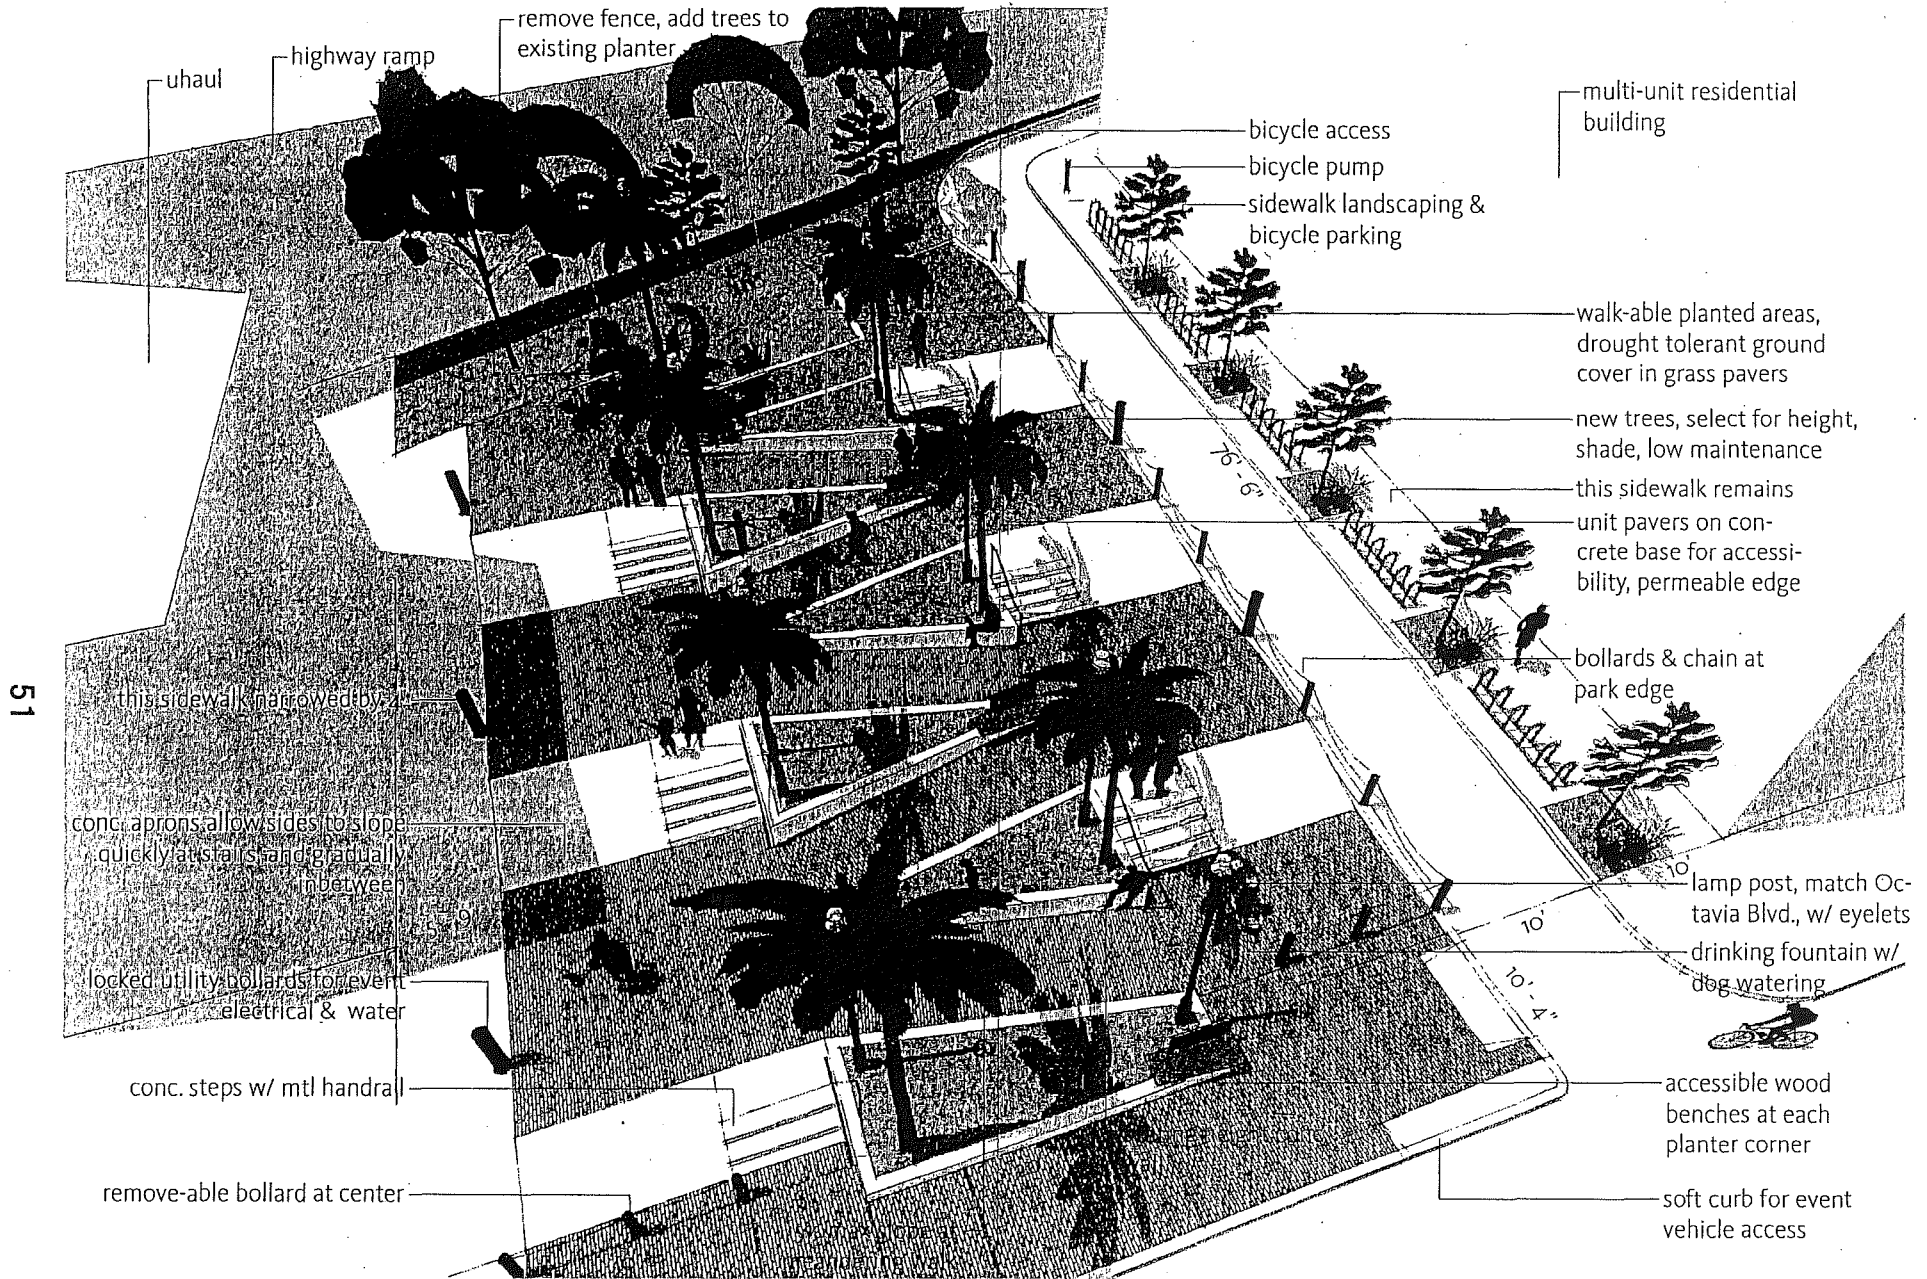 remove fence, add trees to
existing planter
highway ramp
uhaul
multi-unit residential
building
bicycle access
bicycle pump
sidewalk landscaping &
bicycle parking
walk-able planted areas,
drought tolerant ground
cover in grass pavers
new trees, select for height,
shade, low maintenance
76'-6"
this sidewalk remains
unit pavers on con-
crete base for accessi-
bility, permeable edge
bollards & chain at
park edge
51
this sidewalk narrowed by
conc. aprons allow sides to slope
quickly at stairs, and gradually
inbetween
10'
lamp post, match Oc-
tavia Blvd., w/ eyelets
10'
drinking fountain w/
dog watering
10'-4"
locked utility bollards for event
electrical & water
conc. steps w/ mtl handrail
accessible wood
benches at each
planter corner
remove-able bollard at center
soft curb for event
vehicle access
meandering walk